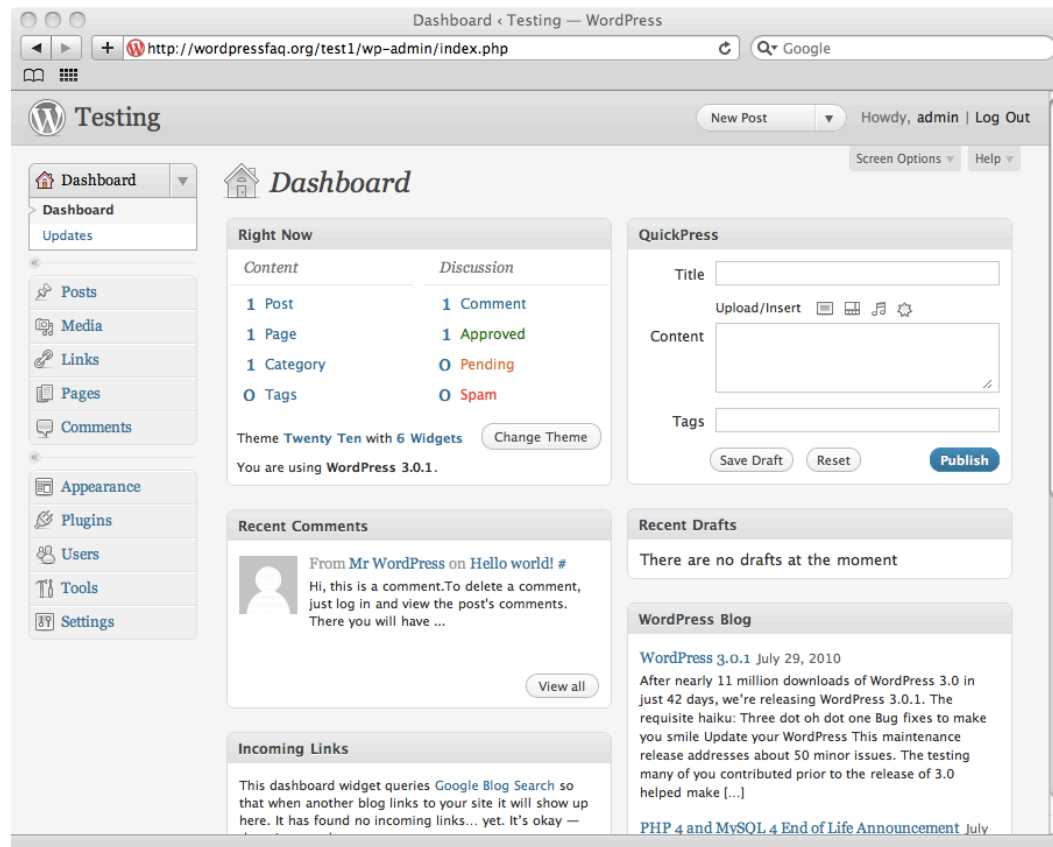 Dashboard ‹ Testing — WordPress
http://wordpressfaq.org/test1/wp-admin/index.php
Google
Testing
New Post
Howdy, admin | Log Out
Screen Options
Help
Dashboard
Dashboard
Updates
Posts
Media
Links
Pages
Comments
Appearance
Plugins
Users
Tools
Settings
Dashboard
Right Now
Content
Discussion
1 Post
1 Comment
1 Page
1 Approved
1 Category
0 Pending
0 Tags
0 Spam
Theme Twenty Ten with 6 Widgets
Change Theme
You are using WordPress 3.0.1.
Recent Comments
From Mr WordPress on Hello world! #
Hi, this is a comment.To delete a comment,
just log in and view the post's comments.
There you will have ...
View all
Incoming Links
This dashboard widget queries Google Blog Search so
that when another blog links to your site it will show up
here. It has found no incoming links... yet. It's okay —
QuickPress
Title
Upload/Insert
Content
Tags
Save Draft
Reset
Publish
Recent Drafts
There are no drafts at the moment
WordPress Blog
WordPress 3.0.1 July 29, 2010
After nearly 11 million downloads of WordPress 3.0 in
just 42 days, we're releasing WordPress 3.0.1. The
requisite haiku: Three dot oh dot one Bug fixes to make
you smile Update your WordPress This maintenance
release addresses about 50 minor issues. The testing
many of you contributed prior to the release of 3.0
helped make [...]
PHP 4 and MySQL 4 End of Life Announcement July